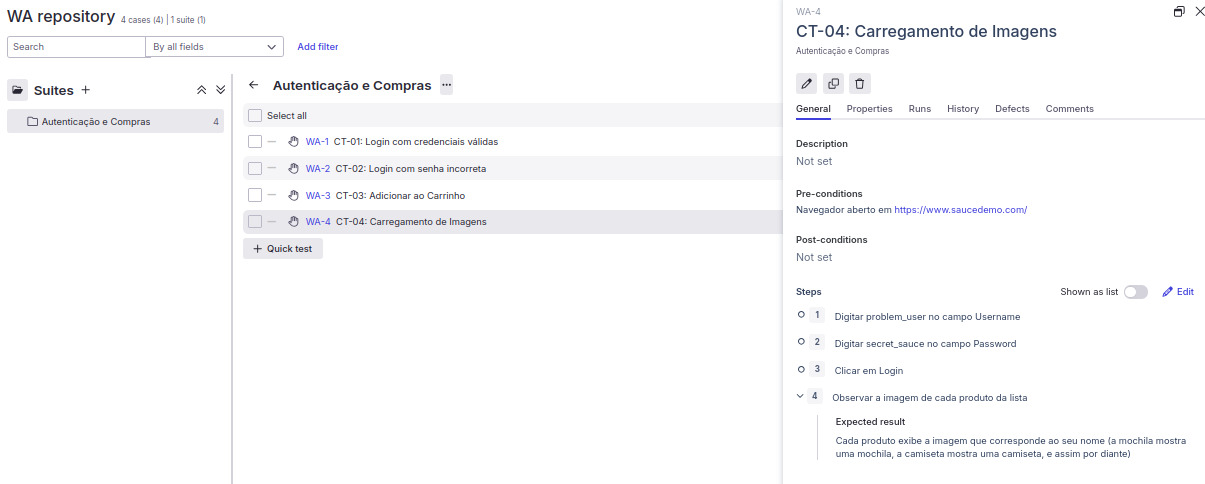 WA repository 4 cases (4) | 1 suite (1)
Search By all fields Add filter
Suites
Autenticação e Compras 4
Autenticação e Compras
Select all
WA-1 CT-01: Login com credenciais válidas
WA-2 CT-02: Login com senha incorreta
WA-3 CT-03: Adicionar ao Carrinho
WA-4 CT-04: Carregamento de Imagens
Quick test
WA-4
CT-04: Carregamento de Imagens
Autenticação e Compras
General Properties Runs History Defects Comments
Description
Not set
Pre-conditions
Navegador aberto em https://www.saucedemo.com/
Post-conditions
Not set
Steps Shown as list Edit
1 Digitar problem_user no campo Username
2 Digitar secret_sauce no campo Password
3 Clicar em Login
4 Observar a imagem de cada produto da lista
Expected result
Cada produto exibe a imagem que corresponde ao seu nome (a mochila mostra
uma mochila, a camiseta mostra uma camiseta, e assim por diante)